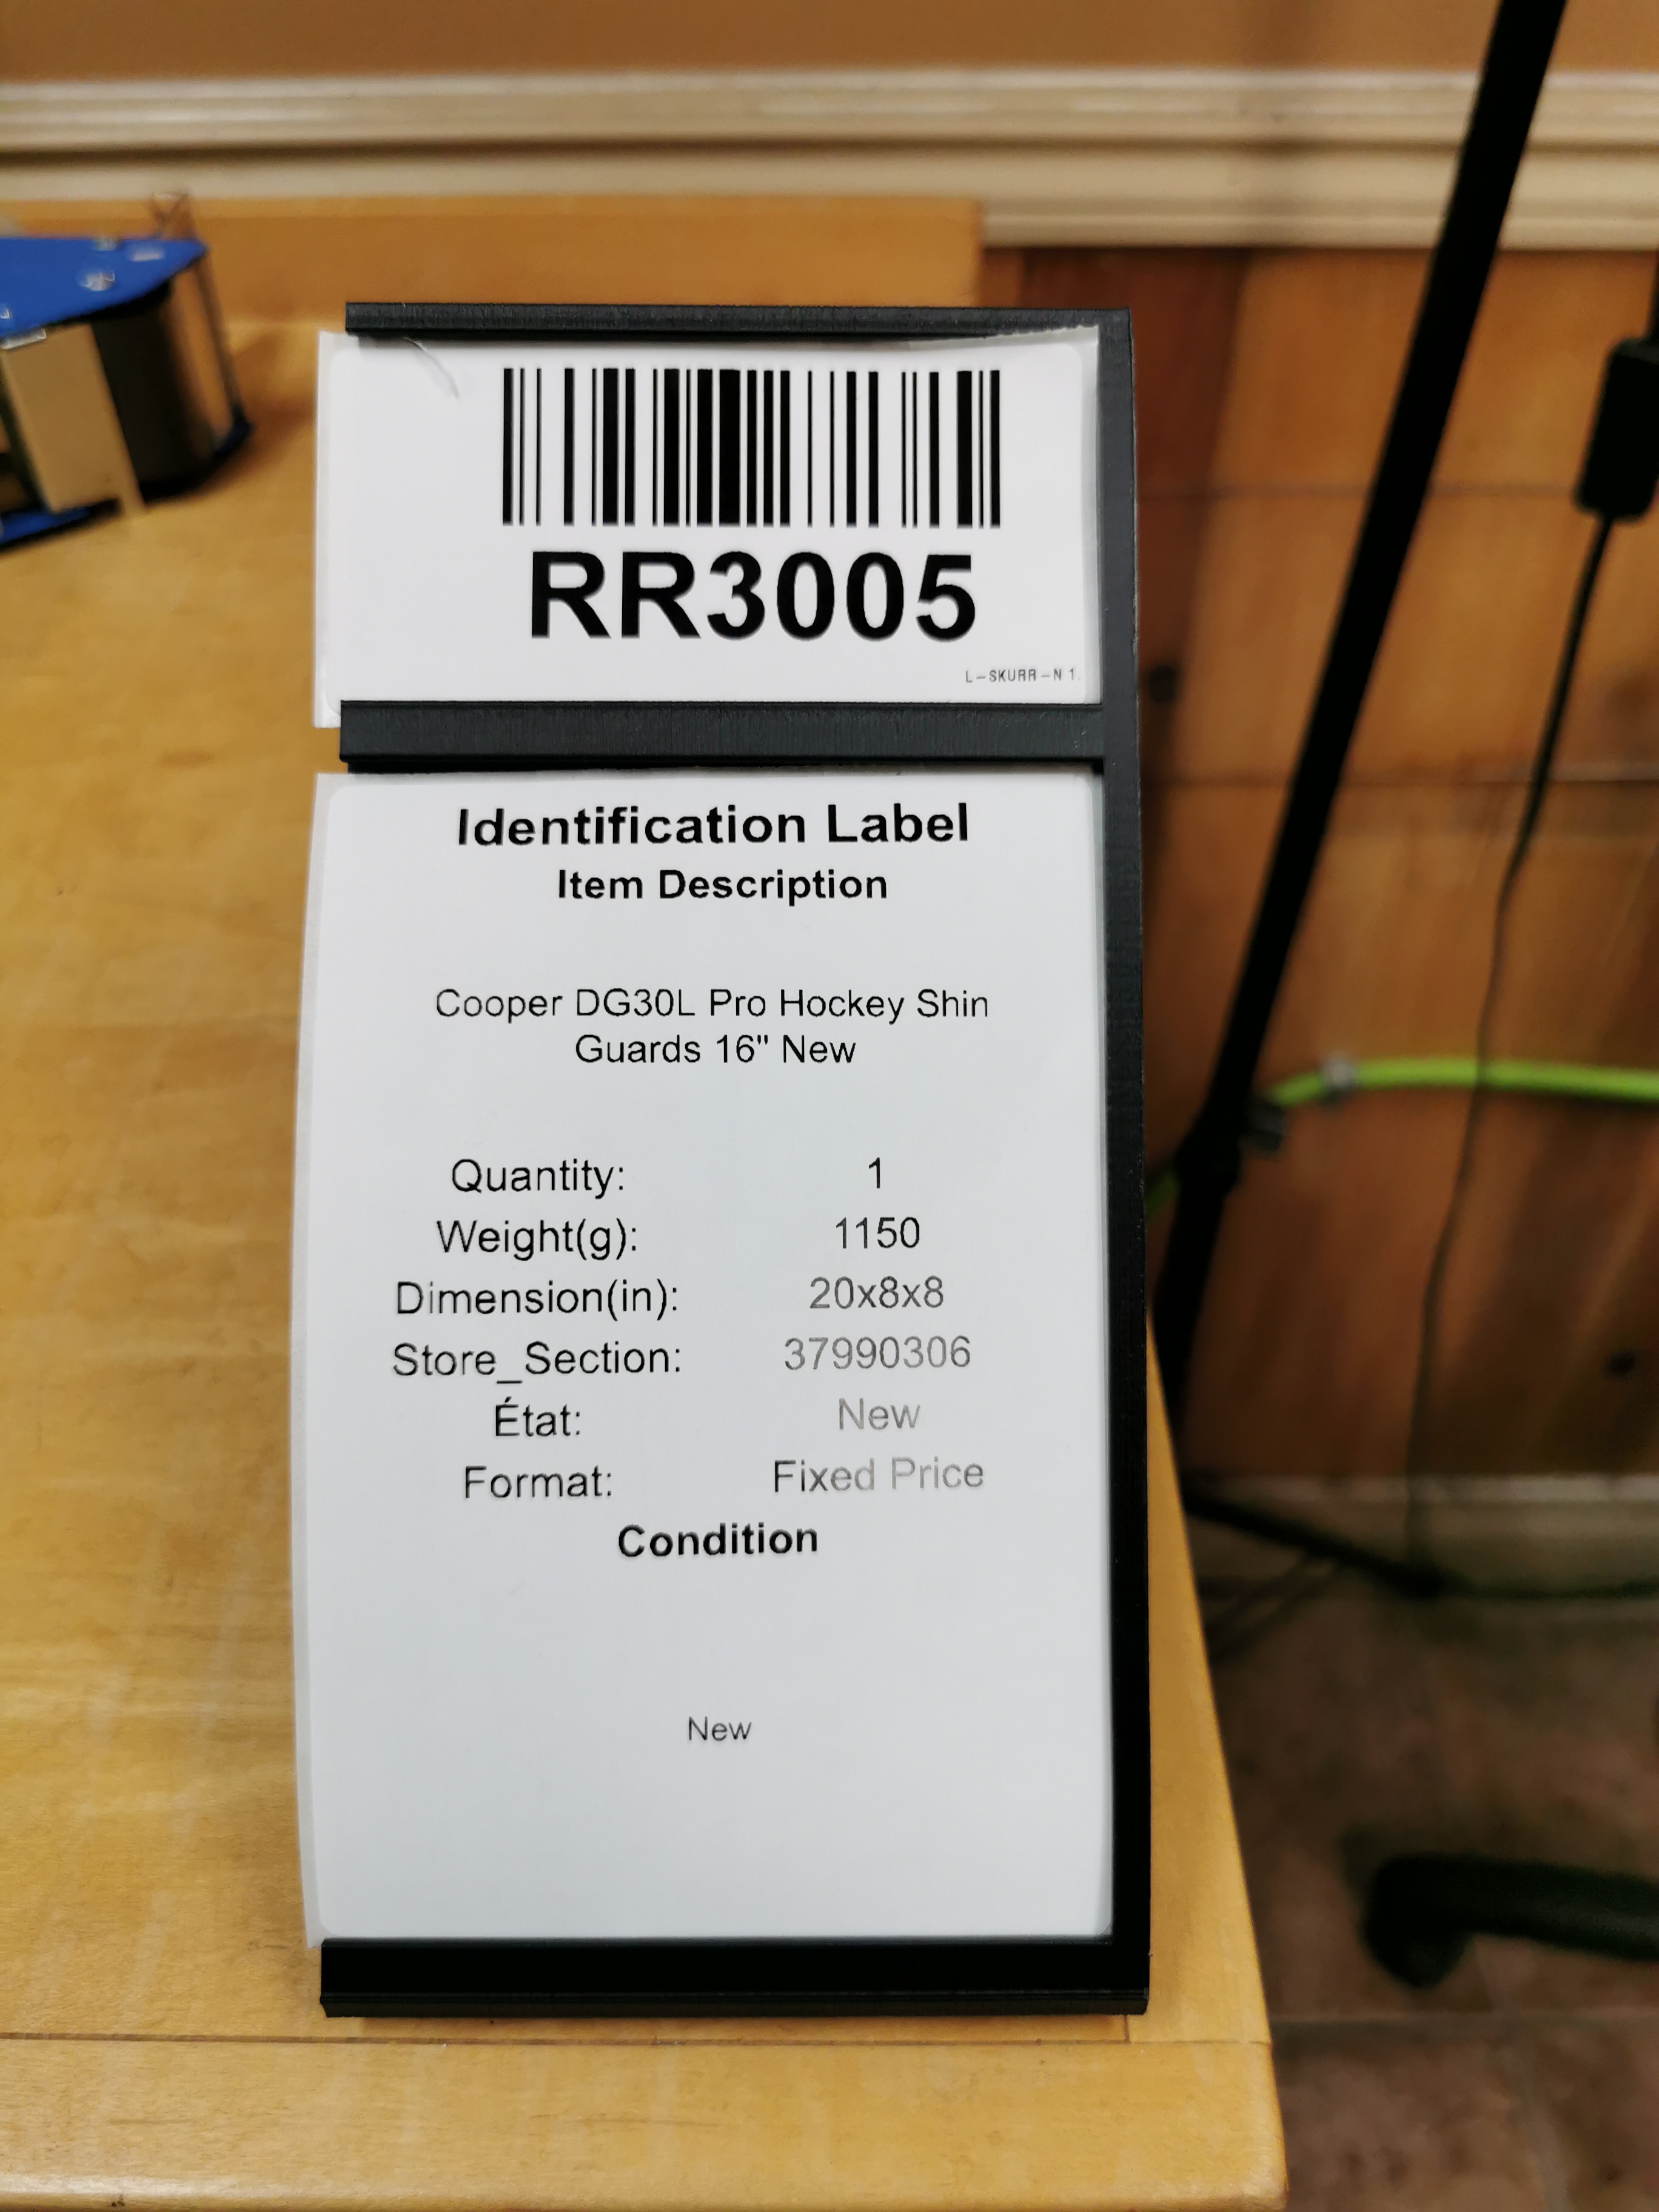 RR3005
L-SKURR-N 1.
Identification Label
Item Description
Cooper DG30L Pro Hockey Shin
Guards 16" New
Quantity: 1
Weight(g): 1150
Dimension(in): 20x8x8
Store_Section: 37990306
État: New
Format: Fixed Price
Condition
New